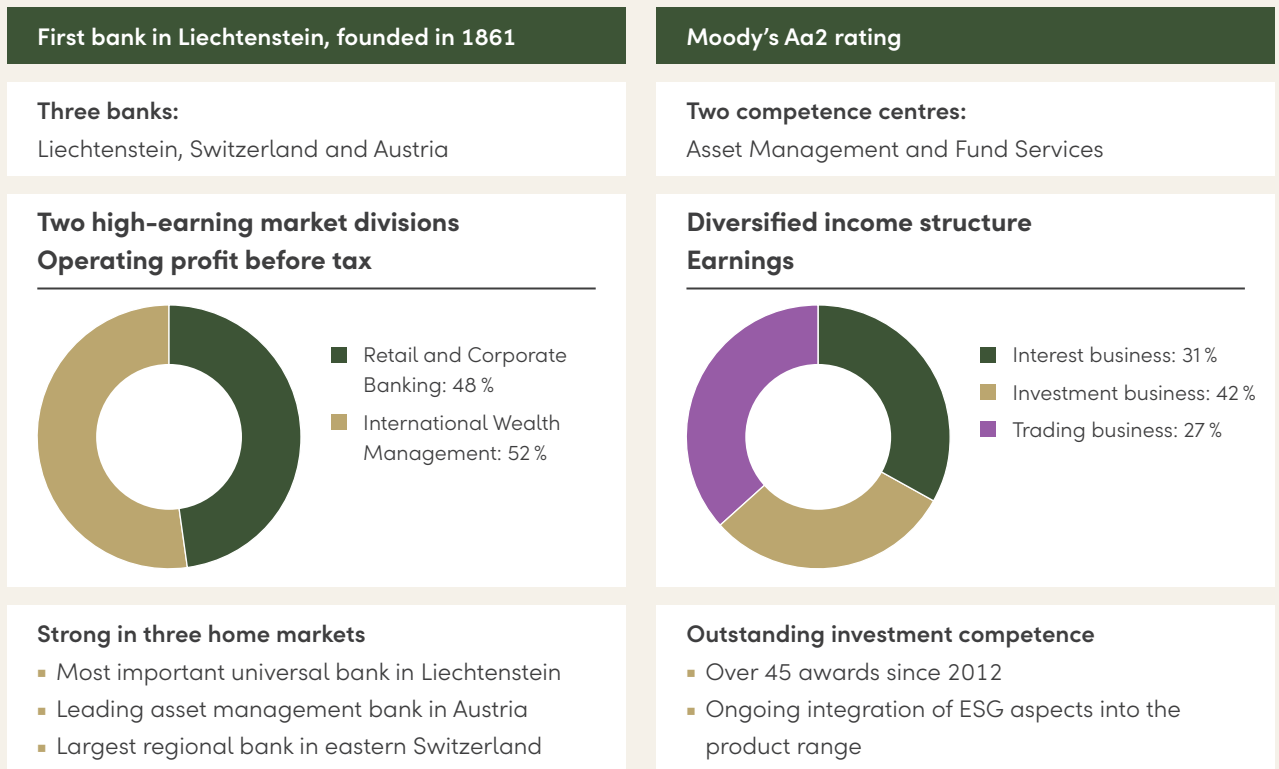 First bank in Liechtenstein, founded in 1861
Moody’s Aa2 rating
Three banks:
Liechtenstein, Switzerland and Austria
Two competence centres:
Asset Management and Fund Services
Two high-earning market divisions
Operating profit before tax
Retail and Corporate
Banking: 48 %
International Wealth
Management: 52 %
Diversified income structure
Earnings
Interest business: 31 %
Investment business: 42 %
Trading business: 27 %
Strong in three home markets
▪ Most important universal bank in Liechtenstein
▪ Leading asset management bank in Austria
▪ Largest regional bank in eastern Switzerland
Outstanding investment competence
▪ Over 45 awards since 2012
▪ Ongoing integration of ESG aspects into the
product range